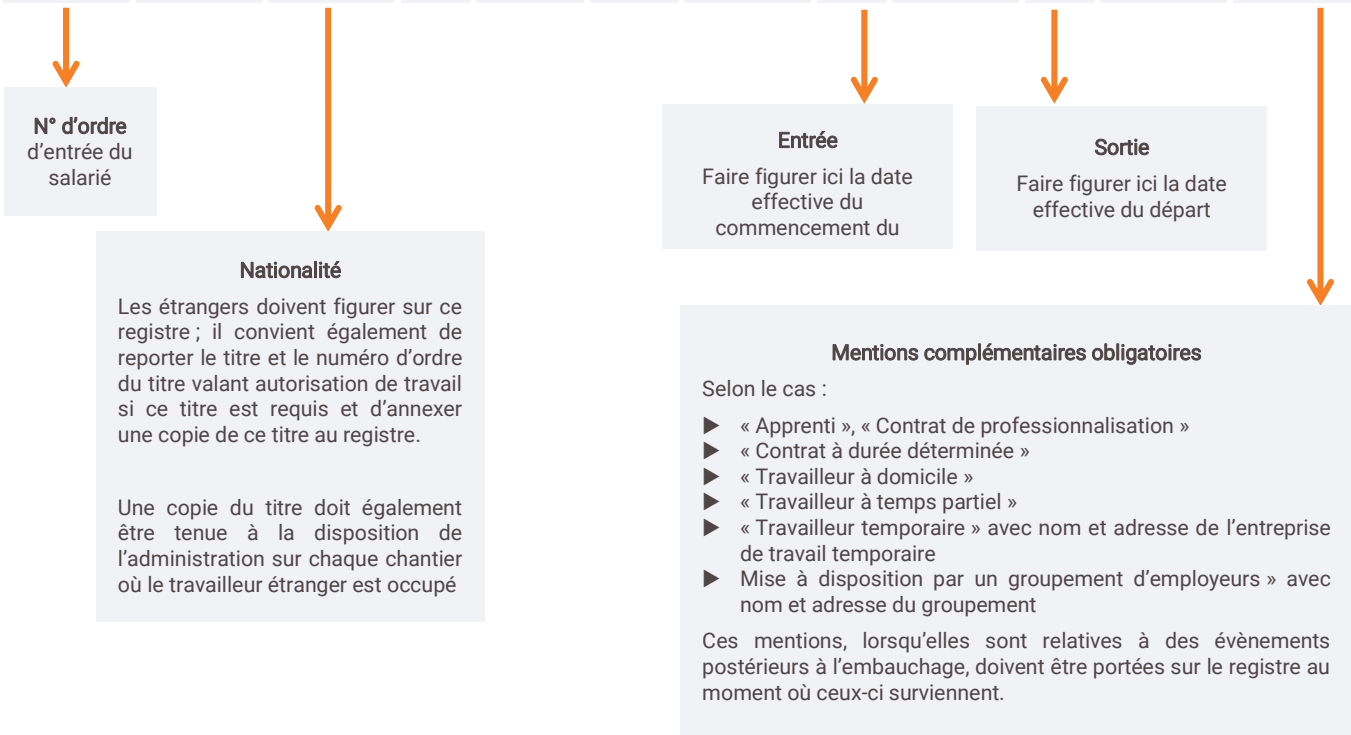 N° d’ordre
d’entrée du
salarié
Entrée
Faire figurer ici la date
effective du
commencement du
Sortie
Faire figurer ici la date
effective du départ
Nationalité
Les étrangers doivent figurer sur ce
registre ; il convient également de
reporter le titre et le numéro d’ordre
du titre valant autorisation de travail
si ce titre est requis et d’annexer
une copie de ce titre au registre.
Une copie du titre doit également
être tenue à la disposition de
l’administration sur chaque chantier
où le travailleur étranger est occupé
Mentions complémentaires obligatoires
Selon le cas :
▶ « Apprenti », « Contrat de professionnalisation »
▶ « Contrat à durée déterminée »
▶ « Travailleur à domicile »
▶ « Travailleur à temps partiel »
▶ « Travailleur temporaire » avec nom et adresse de l’entreprise
de travail temporaire
▶ Mise à disposition par un groupement d’employeurs » avec
nom et adresse du groupement
Ces mentions, lorsqu’elles sont relatives à des évènements
postérieurs à l’embauchage, doivent être portées sur le registre au
moment où ceux-ci surviennent.